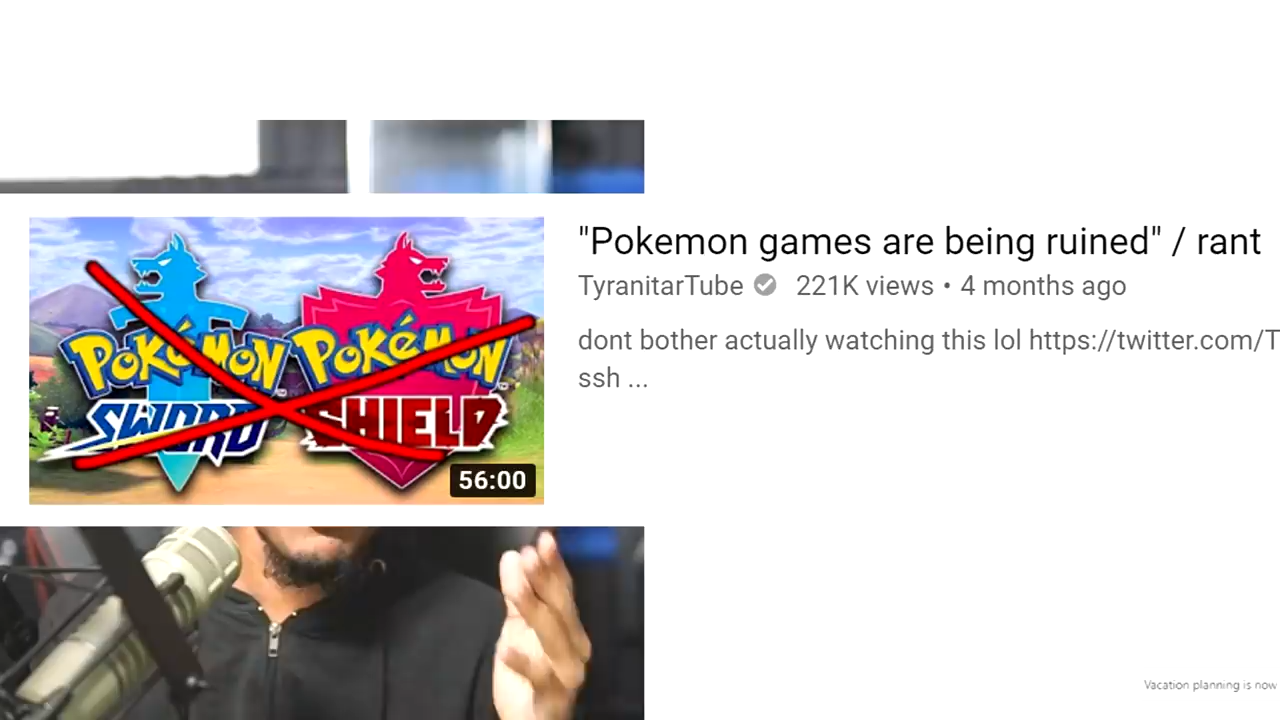 "Pokemon games are being ruined" / rant
TyranitarTube 221K views • 4 months ago
dont bother actually watching this lol https://twitter.com/T
ssh ...
POKéMON POKéMON
SWORD SHIELD
56:00
Vacation planning is now